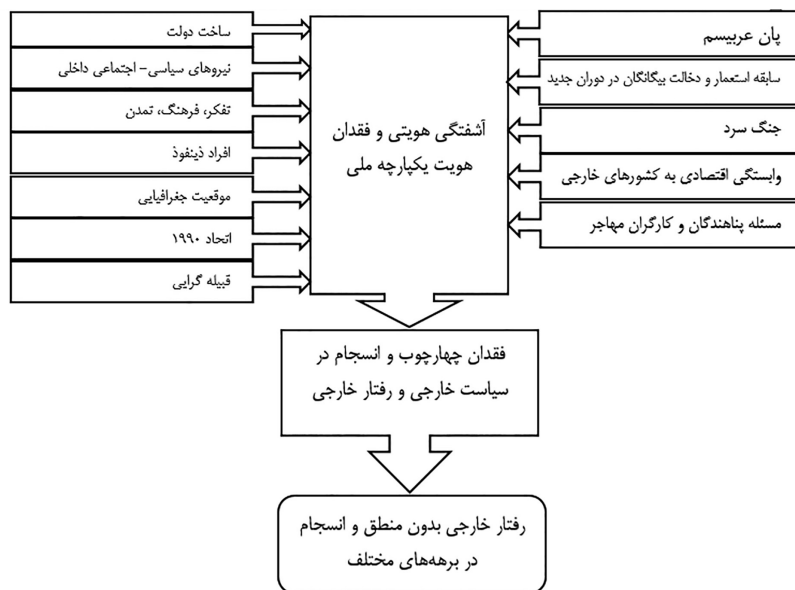 پان عربیسم
سابقه استعمار و دخالت بیگانگان در دوران جدید
جنگ سرد
وابستگی اقتصادی به کشورهای خارجی
مسئله پناهندگان و کارگران مهاجر
آشفتگی هویتی و فقدان
هویت یکپارچه ملی
ساخت دولت
نیروهای سیاسی- اجتماعی داخلی
تفکر، فرهنگ، تمدن
افراد ذینفوذ
موقعیت جغرافیایی
اتحاد ۱۹۹۰
قبیله گرایی
فقدان چهارچوب و انسجام در
سیاست خارجی و رفتار خارجی
رفتار خارجی بدون منطق و انسجام
در برهه‌های مختلف